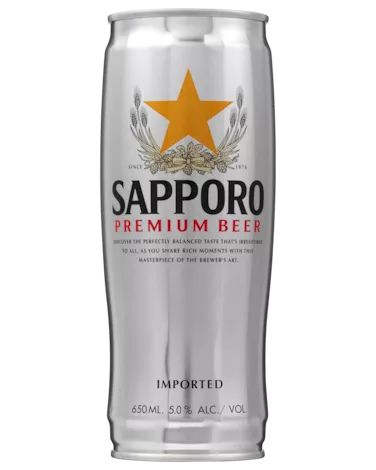 SINCE 1876
SAPPORO
PREMIUM BEER
DISCOVER THE PERFECTLY BALANCED TASTE THAT'S IRRESISTIBLE
TO ALL, AS YOU SHARE RICH MOMENTS WITH THIS
MASTERPIECE OF THE BREWER'S ART.
IMPORTED
650ML. 5.0% ALC./ VOL